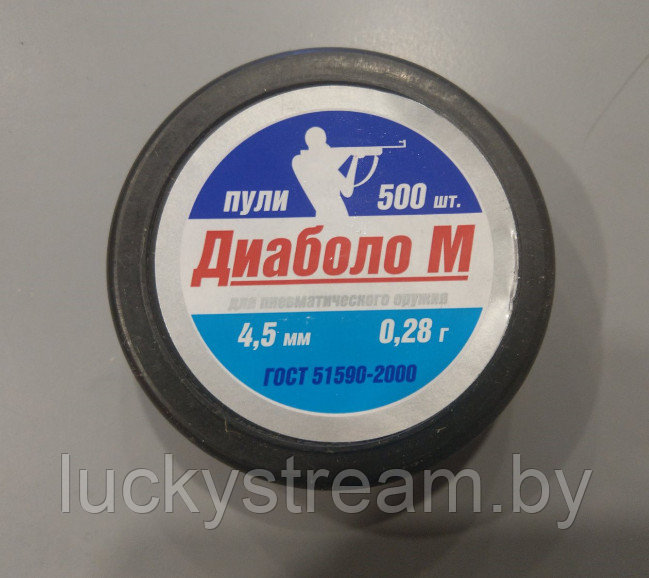 пули 500 шт.
Диаболо М
для пневматического оружия
4,5 мм 0,28 г
ГОСТ 51590-2000
luckystream.by